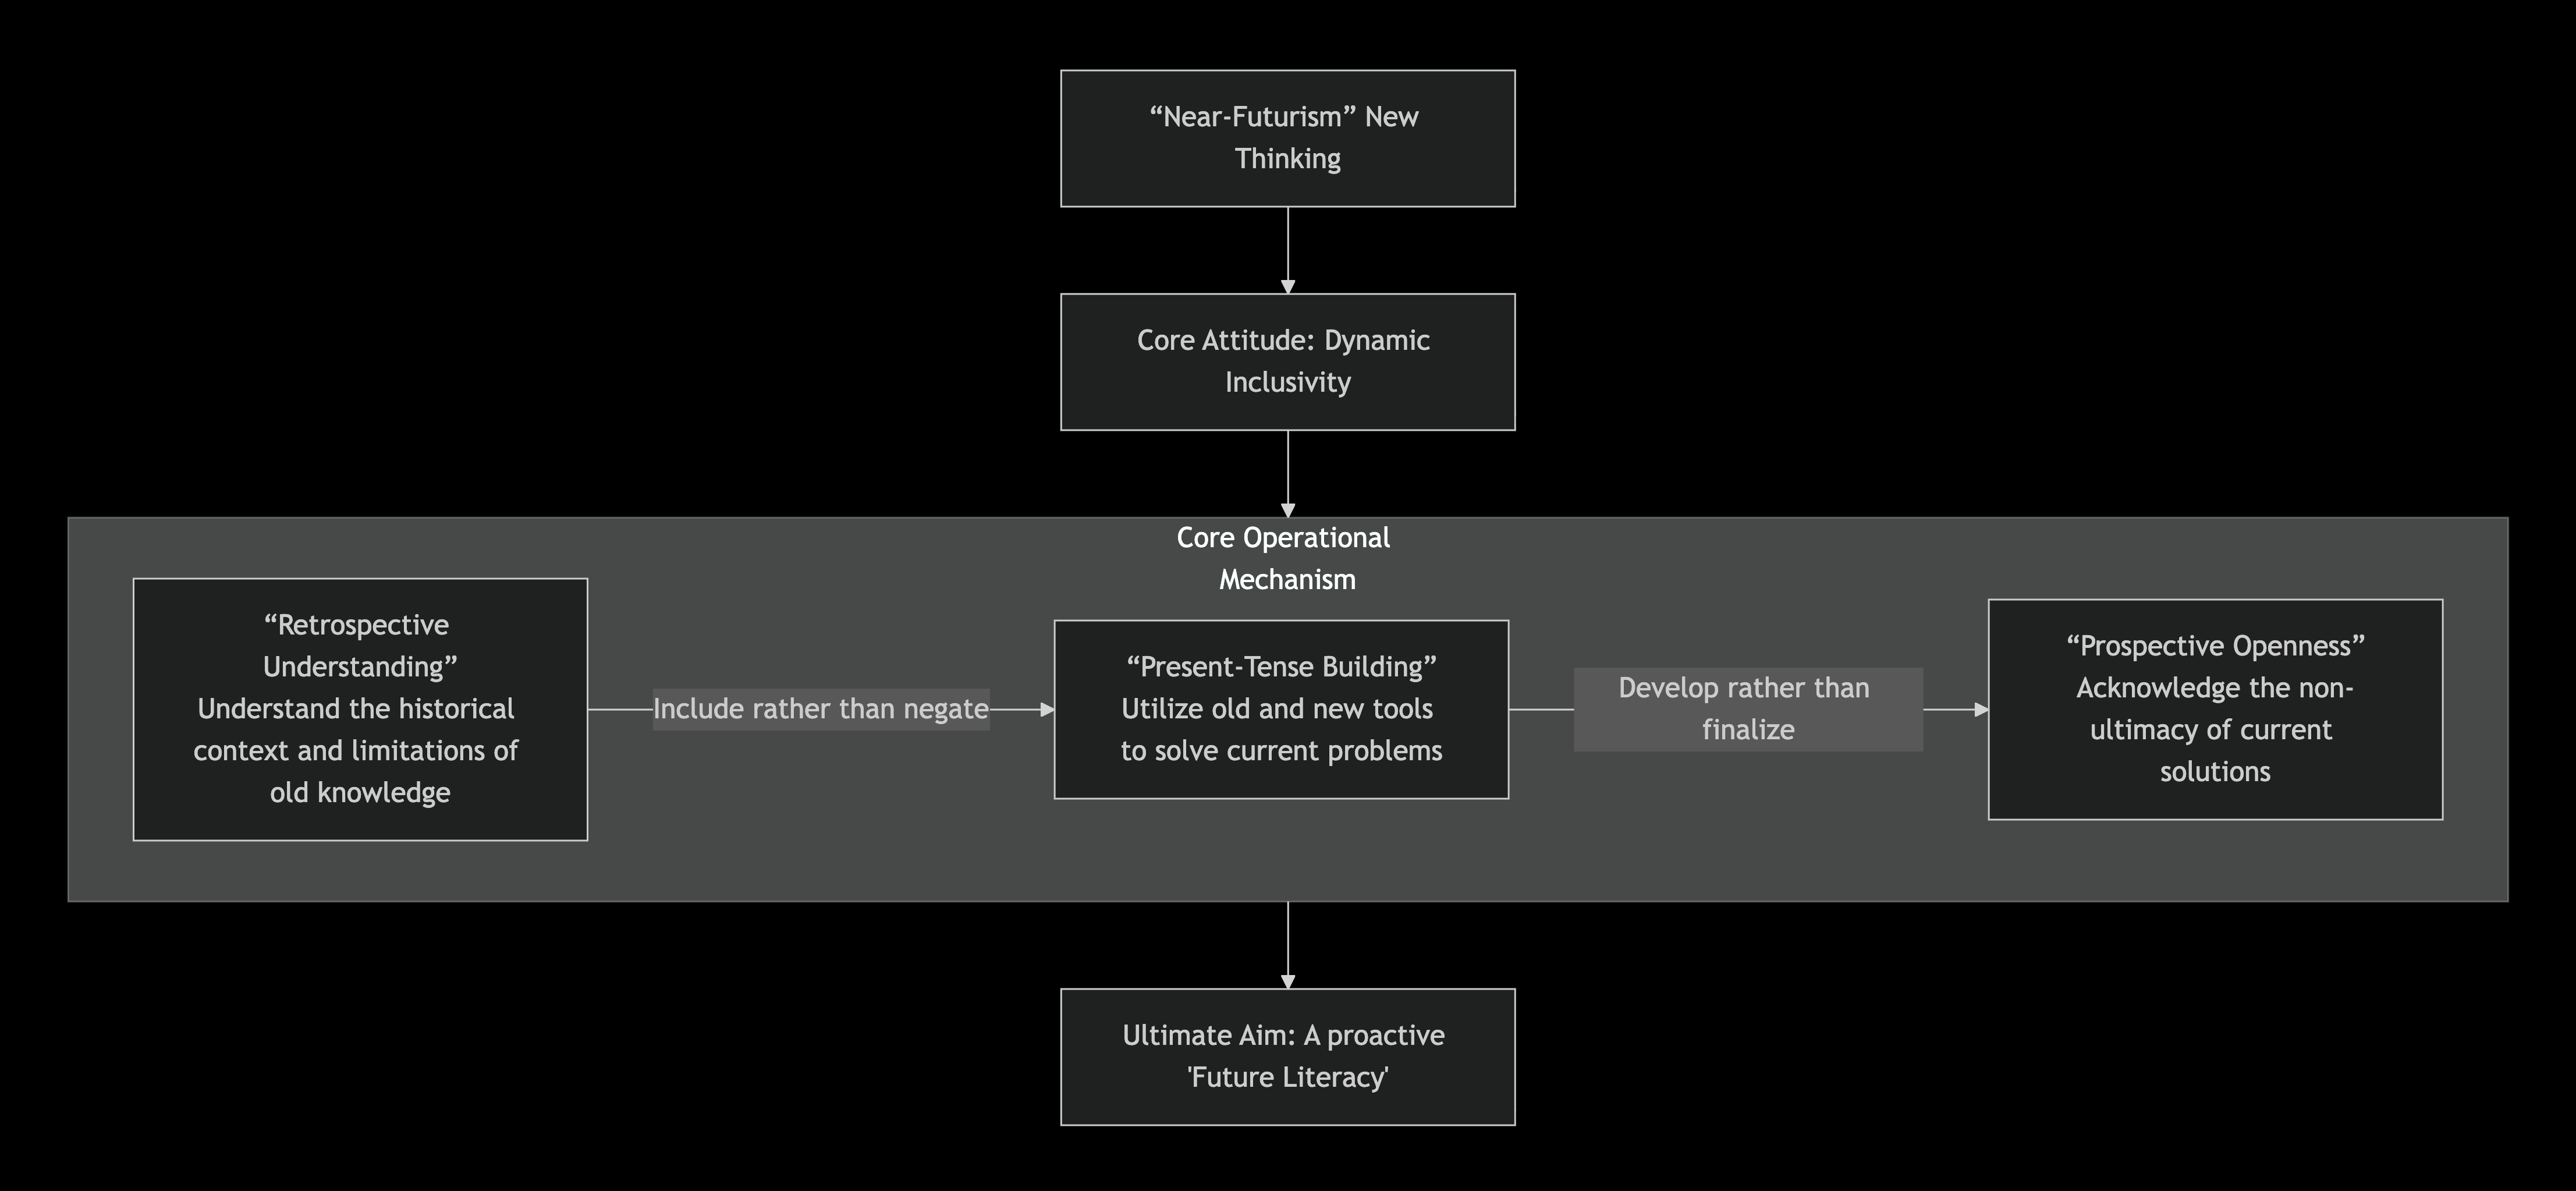 “Near-Futurism” New
Thinking
Core Attitude: Dynamic
Inclusivity
Core Operational
Mechanism
“Retrospective
Understanding”
Understand the historical
context and limitations of
old knowledge
Include rather than negate
“Present-Tense Building”
Utilize old and new tools
to solve current problems
Develop rather than
finalize
“Prospective Openness”
Acknowledge the non-
ultimacy of current
solutions
Ultimate Aim: A proactive
'Future Literacy'